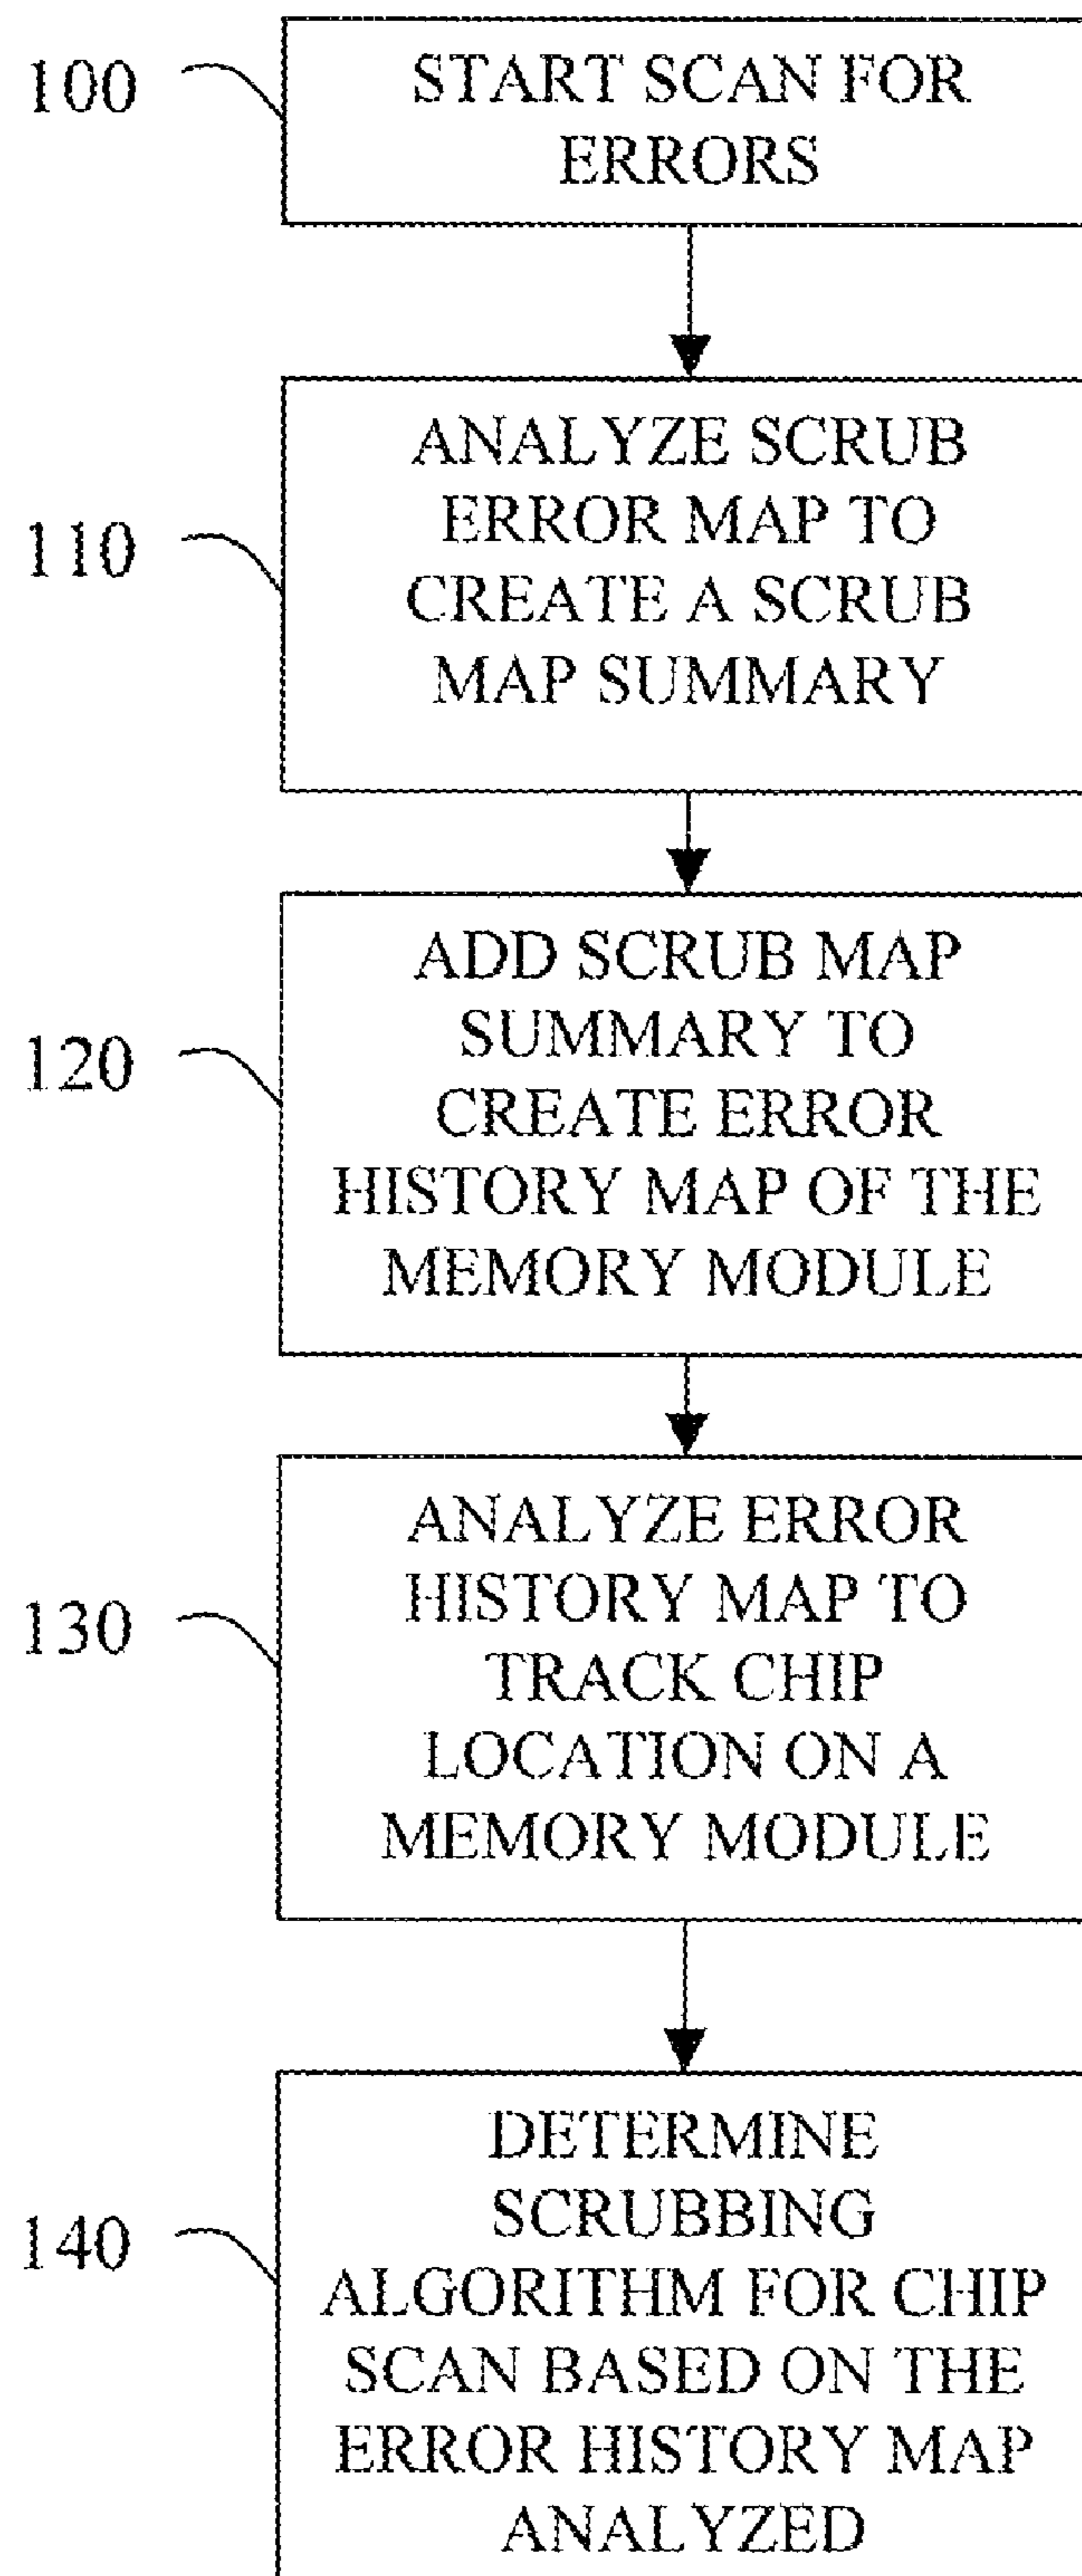 100
START SCAN FOR
ERRORS
110
ANALYZE SCRUB
ERROR MAP TO
CREATE A SCRUB
MAP SUMMARY
120
ADD SCRUB MAP
SUMMARY TO
CREATE ERROR
HISTORY MAP OF THE
MEMORY MODULE
130
ANALYZE ERROR
HISTORY MAP TO
TRACK CHIP
LOCATION ON A
MEMORY MODULE
140
DETERMINE
SCRUBBING
ALGORITHM FOR CHIP
SCAN BASED ON THE
ERROR HISTORY MAP
ANALYZED